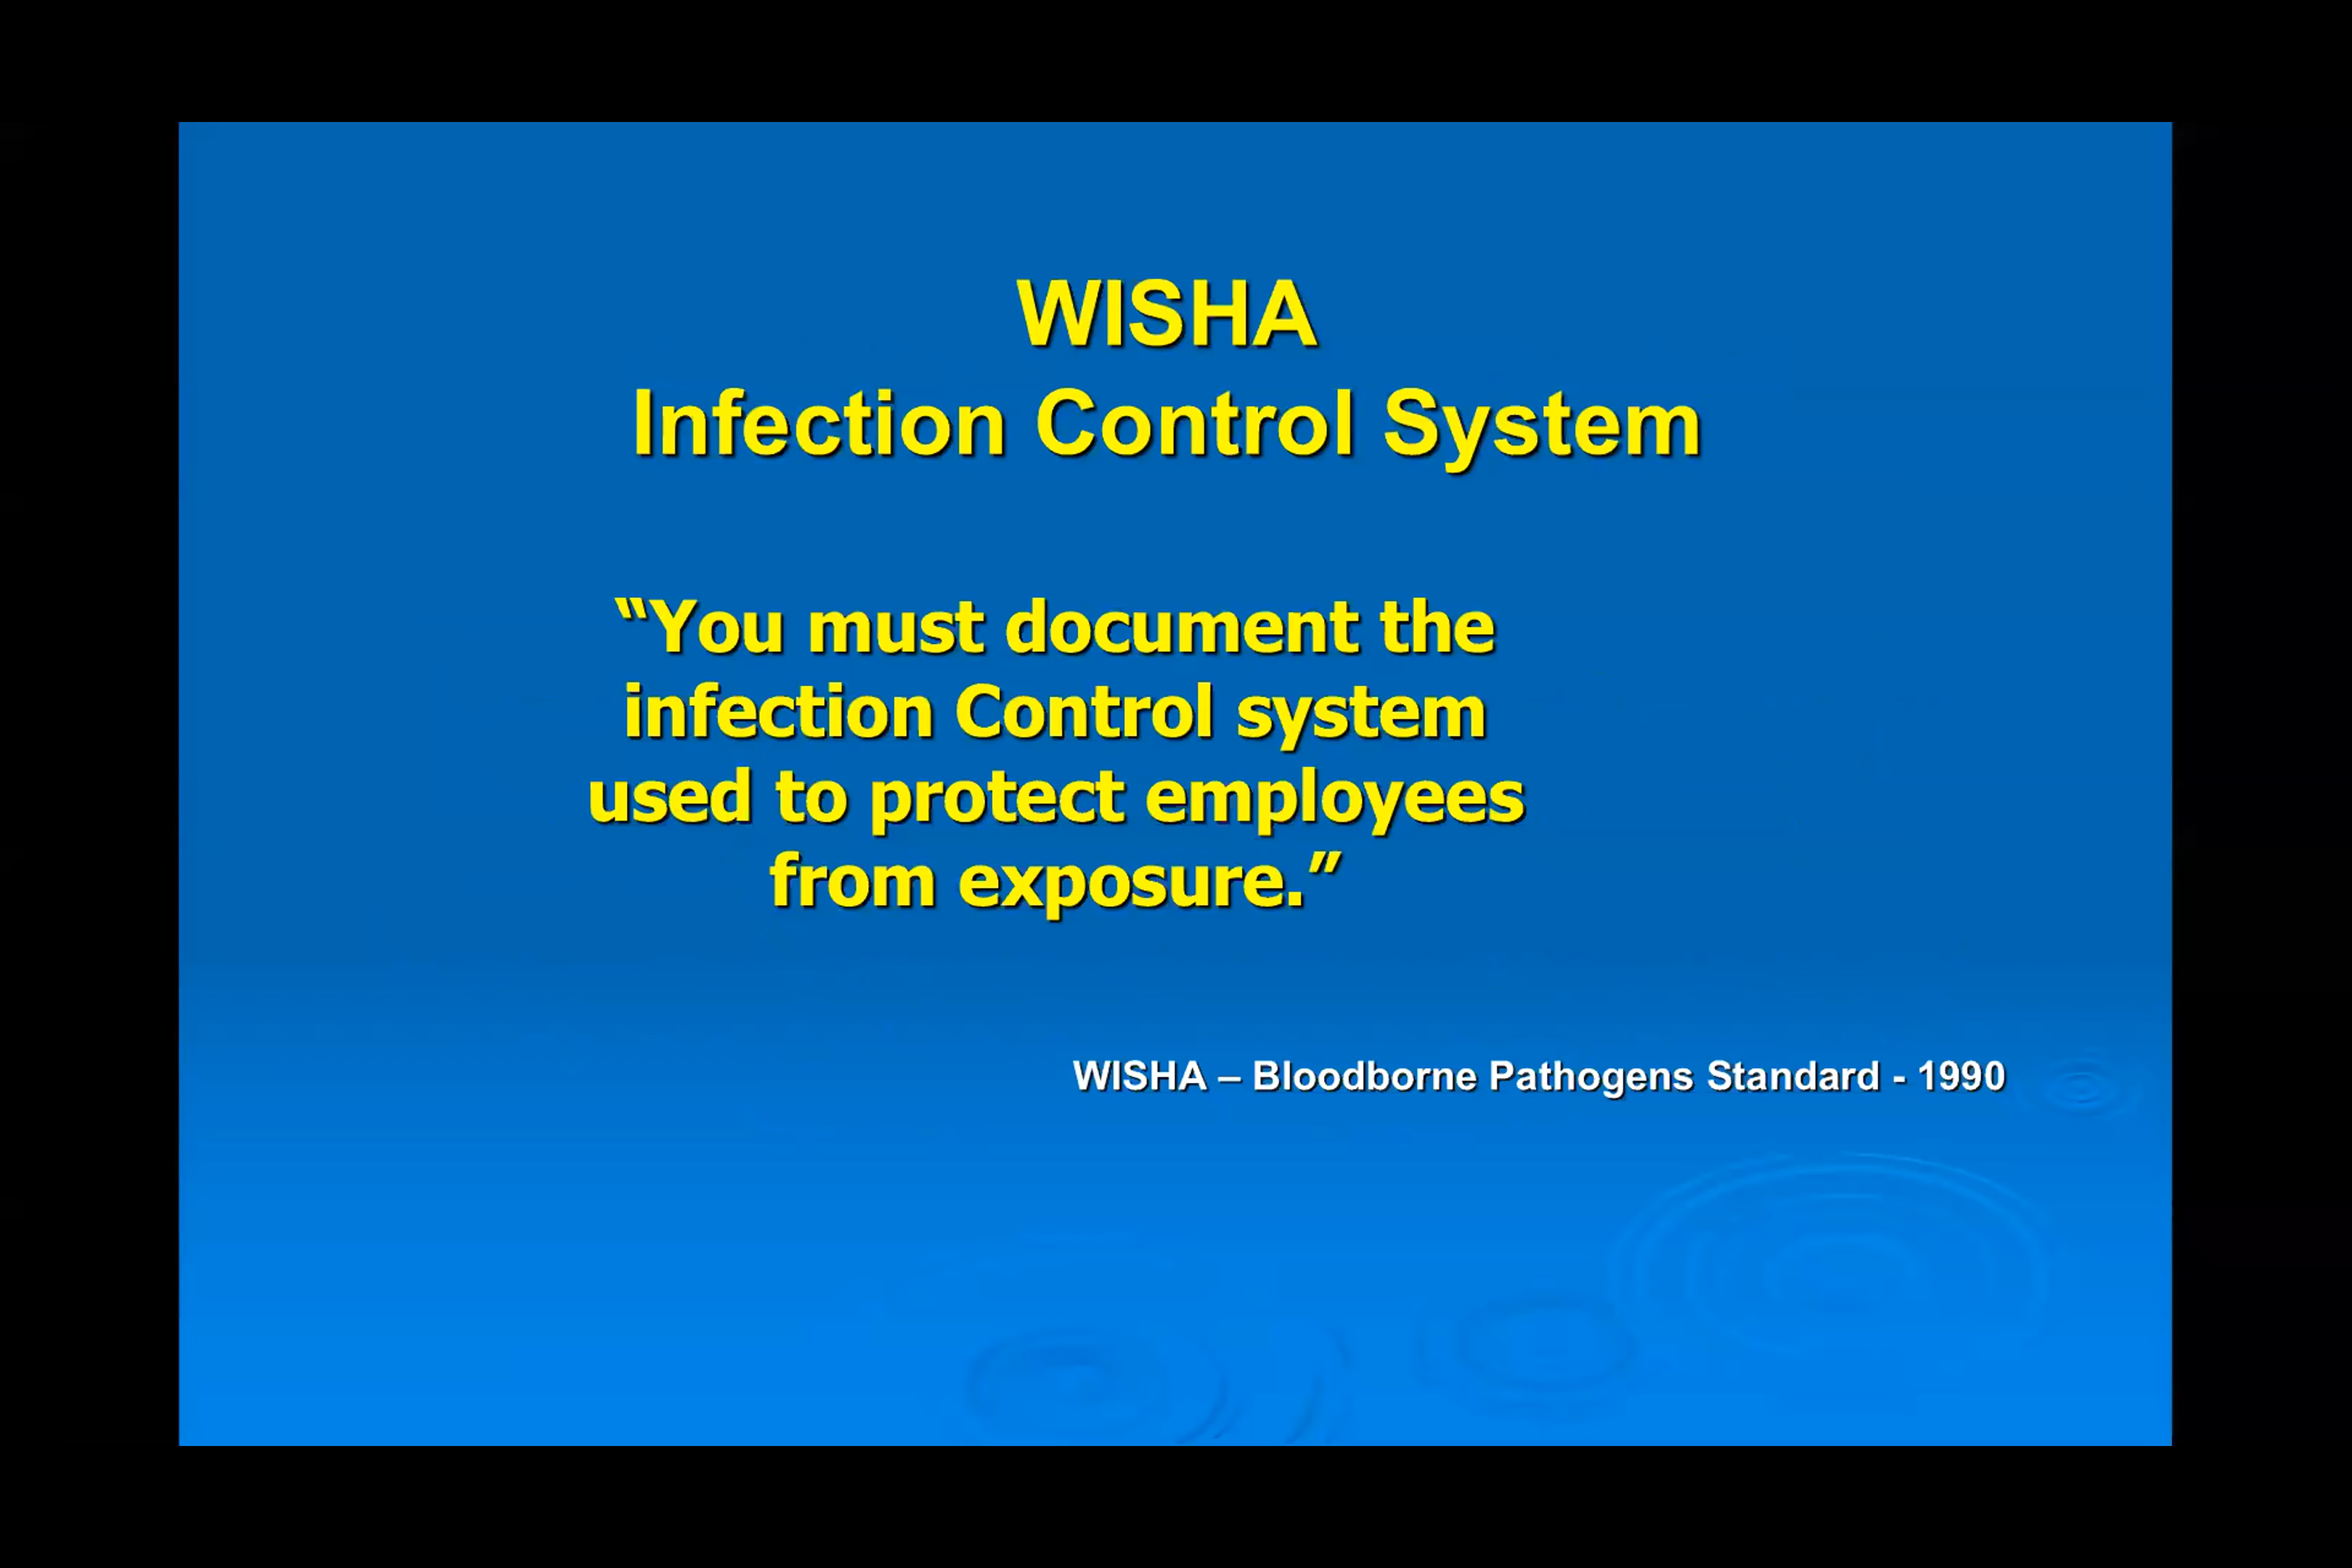 WISHA
Infection Control System
“You must document the
infection Control system
used to protect employees
from exposure.”
WISHA – Bloodborne Pathogens Standard - 1990